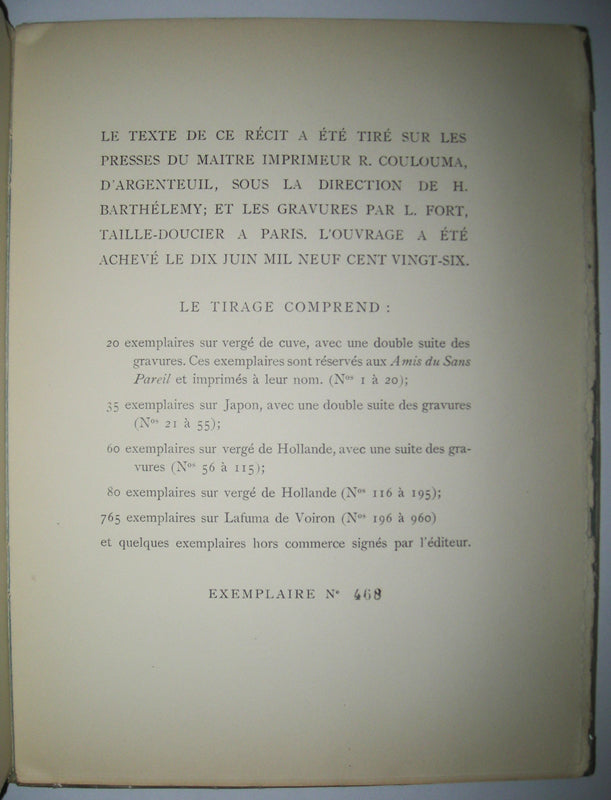 LE TEXTE DE CE RÉCIT A ÉTÉ TIRÉ SUR LES
PRESSES DU MAITRE IMPRIMEUR R. COULOUMA,
D'ARGENTEUIL, SOUS LA DIRECTION DE H.
BARTHÉLEMY; ET LES GRAVURES PAR L. FORT,
TAILLE-DOUCIER A PARIS. L'OUVRAGE A ÉTÉ
ACHEVÉ LE DIX JUIN MIL NEUF CENT VINGT-SIX.
LE TIRAGE COMPREND :
20 exemplaires sur vergé de cuve, avec une double suite des
gravures. Ces exemplaires sont réservés aux Amis du Sans
Pareil et imprimés à leur nom. (Nos 1 à 20);
35 exemplaires sur Japon, avec une double suite des gravures
(Nos 21 à 55);
60 exemplaires sur vergé de Hollande, avec une suite des gra-
vures (Nos 56 à 115);
80 exemplaires sur vergé de Hollande (Nos 116 à 195);
765 exemplaires sur Lafuma de Voiron (Nos 196 à 960)
et quelques exemplaires hors commerce signés par l'éditeur.
EXEMPLAIRE N° 468